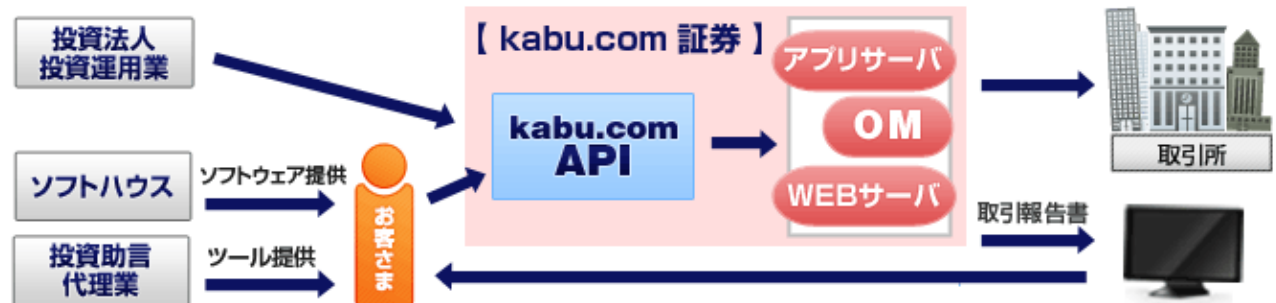 投資法人
投資運用業
ソフトハウス
投資助言
代理業
ソフトウェア提供
ツール提供
お客さま
【 kabu.com 証券 】
kabu.com
API
アプリサーバ
OM
WEBサーバ
取引所
取引報告書